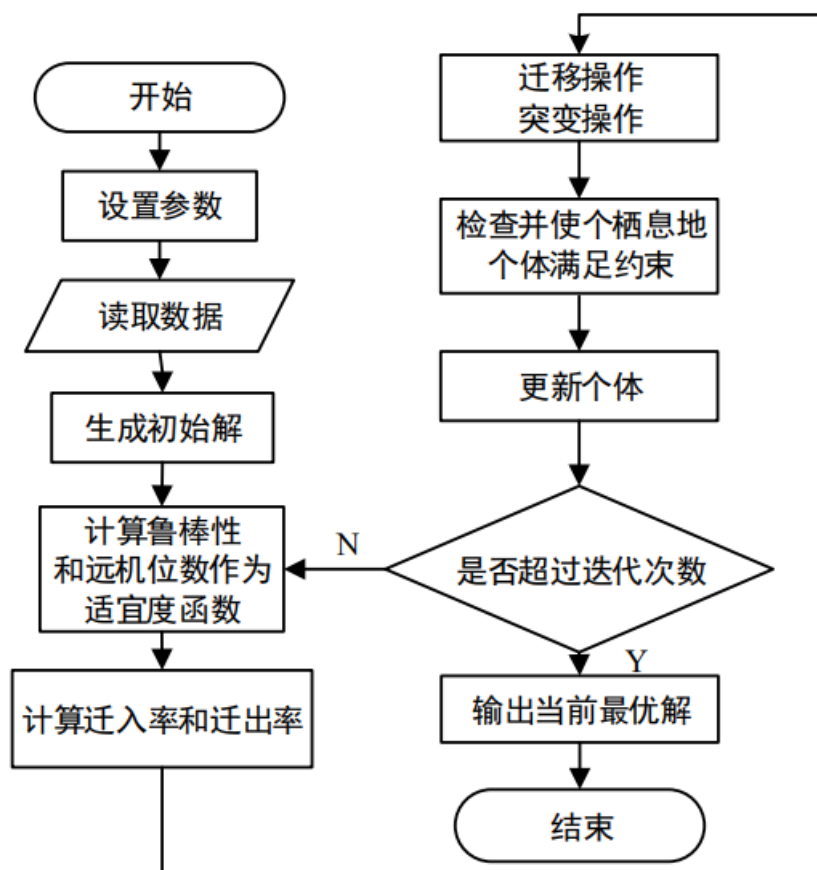 开始
设置参数
读取数据
生成初始解
计算鲁棒性
和远机位数作为
适宜度函数
计算迁入率和迁出率
迁移操作
突变操作
检查并使个栖息地
个体满足约束
更新个体
是否超过迭代次数
N
Y
输出当前最优解
结束